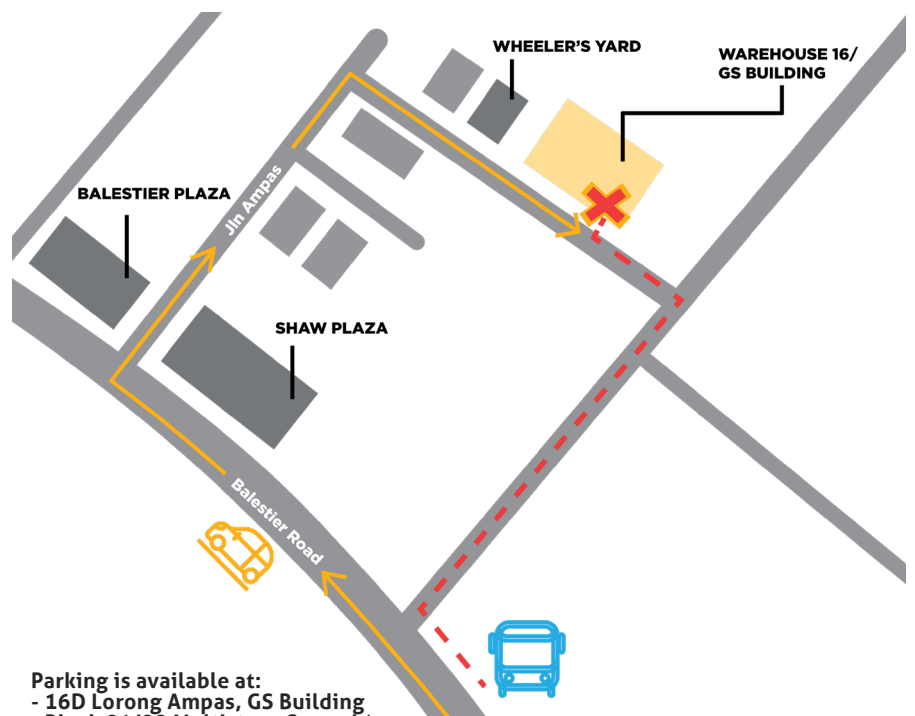 WHEELER'S YARD
WAREHOUSE 16/
GS BUILDING
BALESTIER PLAZA
Jln Ampas
SHAW PLAZA
Balestier Road
Parking is available at:
- 16D Lorong Ampas, GS Building